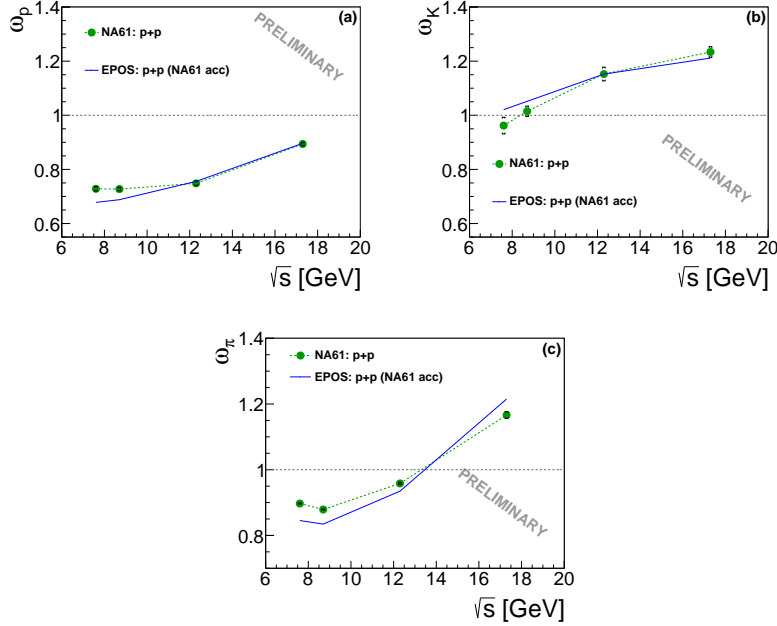 ωp
(a)
NA61: p+p
EPOS: p+p (NA61 acc)
PRELIMINARY
1.4
1.2
1
0.8
0.6
6 8 10 12 14 16 18 20
√s [GeV]
ωK
(b)
1.4
1.2
1
0.8
0.6
NA61: p+p
EPOS: p+p (NA61 acc)
PRELIMINARY
6 8 10 12 14 16 18 20
√s [GeV]
ωπ
(c)
NA61: p+p
EPOS: p+p (NA61 acc)
PRELIMINARY
1.4
1.2
1
0.8
6 8 10 12 14 16 18 20
√s [GeV]